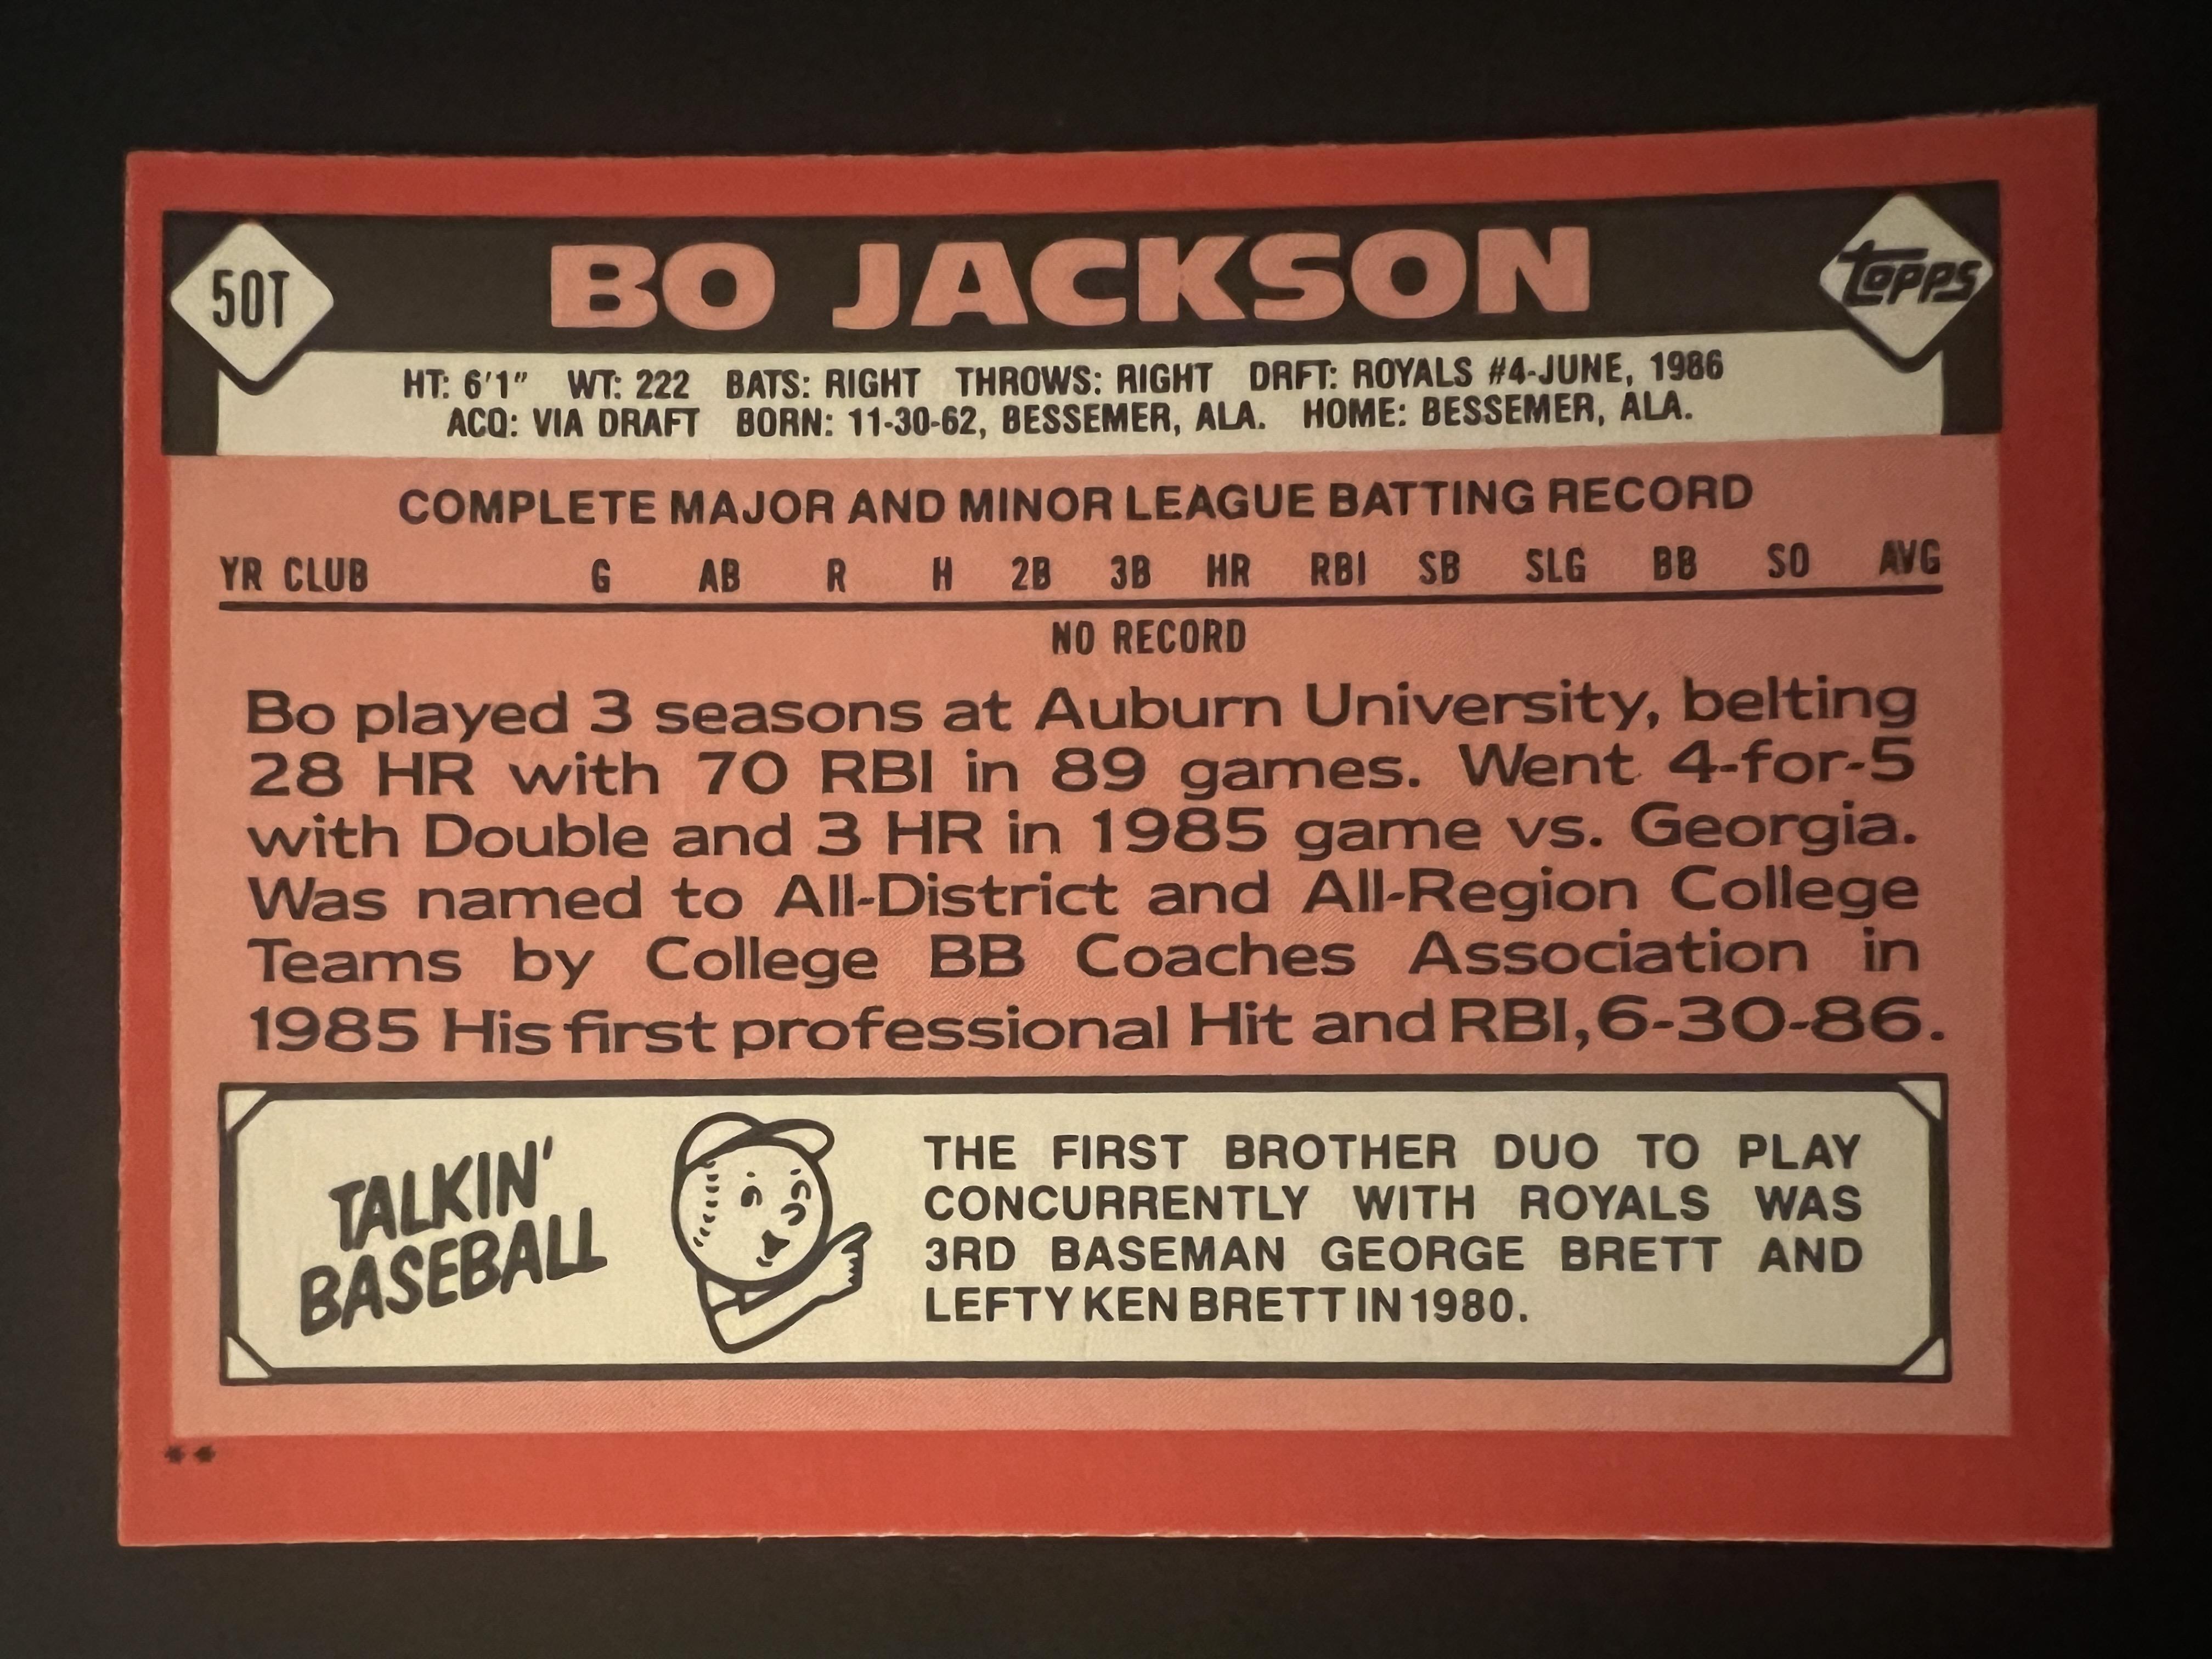 50T
BO JACKSON
TOPPS
HT: 6'1" WT: 222 BATS: RIGHT THROWS: RIGHT DRFT: ROYALS #4-JUNE, 1986
ACQ: VIA DRAFT BORN: 11-30-62, BESSEMER, ALA. HOME: BESSEMER, ALA.
COMPLETE MAJOR AND MINOR LEAGUE BATTING RECORD
YR CLUB G AB R H 2B 3B HR RBI SB SLG BB SO AVG
NO RECORD
Bo played 3 seasons at Auburn University, belting
28 HR with 70 RBI in 89 games. Went 4-for-5
with Double and 3 HR in 1985 game vs. Georgia.
Was named to All-District and All-Region College
Teams by College BB Coaches Association in
1985 His first professional Hit and RBI, 6-30-86.
TALKIN'
BASEBALL
THE FIRST BROTHER DUO TO PLAY
CONCURRENTLY WITH ROYALS WAS
3RD BASEMAN GEORGE BRETT AND
LEFTY KEN BRETT IN 1980.
**